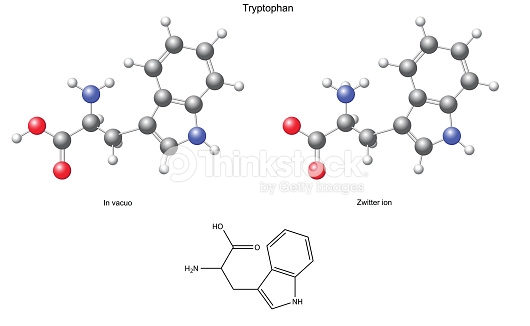 Tryptophan
Thinkstock
by Getty Images
In vacuo
Zwitter ion
HO
O
H₂N
NH